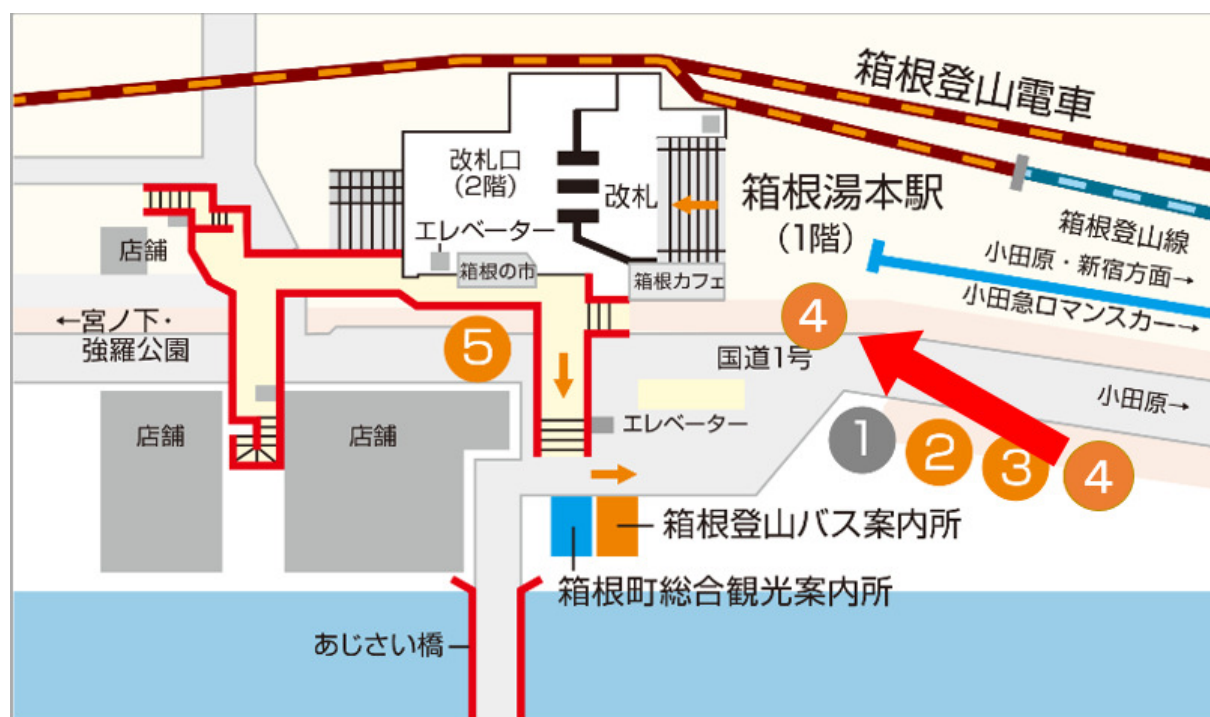 箱根登山電車
改札口
(2階)
改札
箱根湯本駅
(1階)
箱根登山線
小田原・新宿方面→
小田急ロマンスカー→
エレベーター
店舗
箱根の市
箱根カフェ
←宮ノ下・
強羅公園
5
4
国道1号
小田原→
店舗
店舗
エレベーター
1
2
3
4
箱根登山バス案内所
箱根町総合観光案内所
あじさい橋